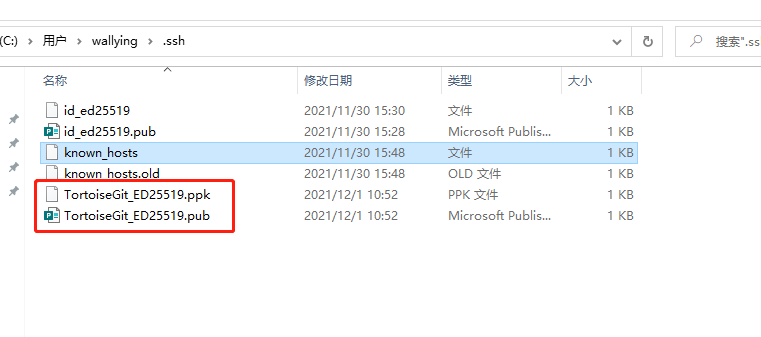 (C:) 用户 wallying .ssh 搜索".ss
名称 修改日期 类型 大小
id_ed25519 2021/11/30 15:30 文件 1 KB
id_ed25519.pub 2021/11/30 15:28 Microsoft Publis... 1 KB
known_hosts 2021/11/30 15:48 文件 1 KB
known_hosts.old 2021/11/30 15:48 OLD 文件 1 KB
TortoiseGit_ED25519.ppk 2021/12/1 10:52 PPK 文件 1 KB
TortoiseGit_ED25519.pub 2021/12/1 10:52 Microsoft Publis... 1 KB